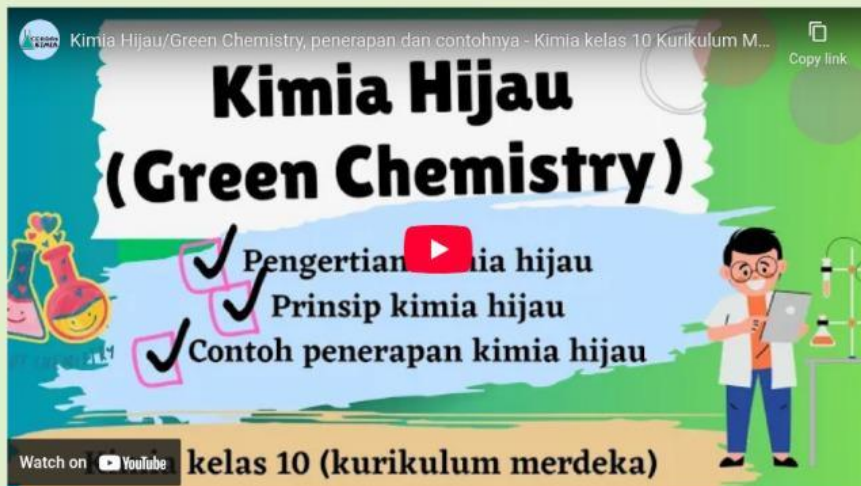 Kimia Hijau/Green Chemistry, penerapan dan contohnya - Kimia kelas 10 Kurikulum M...
Copy link
Kimia Hijau
(Green Chemistry)
Pengertian kimia hijau
Prinsip kimia hijau
Contoh penerapan kimia hijau
Watch on YouTube
kelas 10 (kurikulum merdeka)